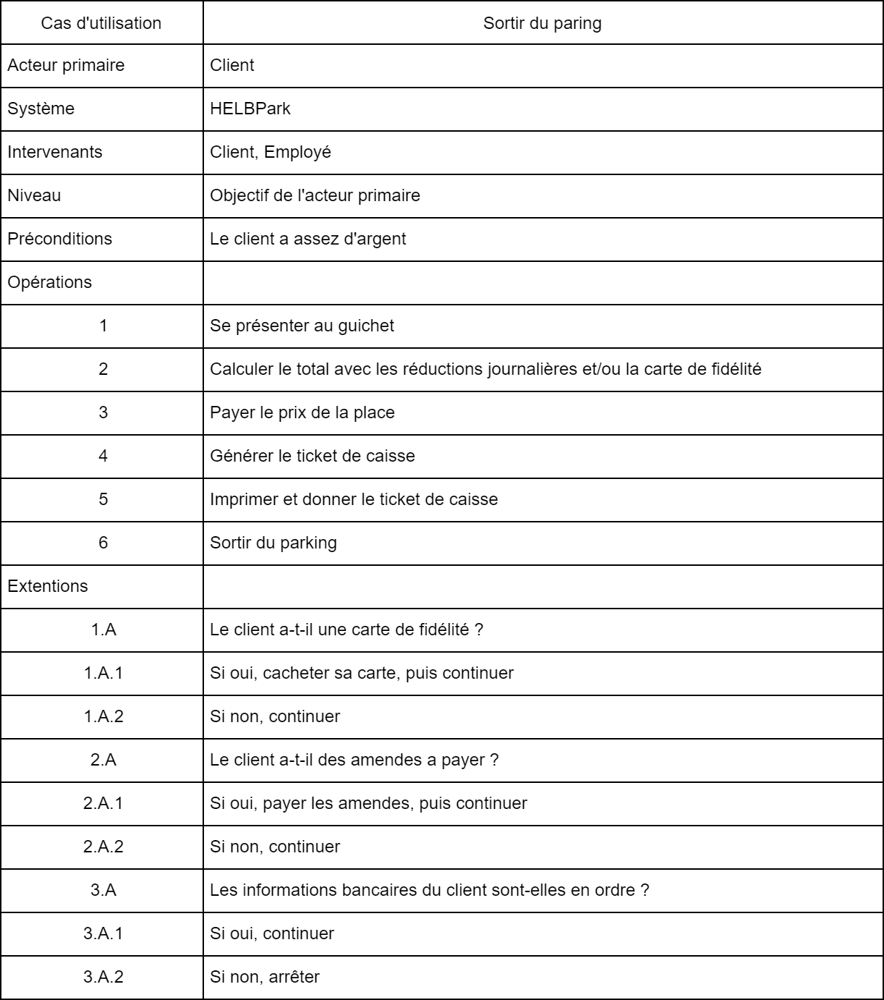 Cas d'utilisation Sortir du paring
Acteur primaire Client
Système HELBPark
Intervenants Client, Employé
Niveau Objectif de l'acteur primaire
Préconditions Le client a assez d'argent
Opérations
1 Se présenter au guichet
2 Calculer le total avec les réductions journalières et/ou la carte de fidélité
3 Payer le prix de la place
4 Générer le ticket de caisse
5 Imprimer et donner le ticket de caisse
6 Sortir du parking
Extentions
1.A Le client a-t-il une carte de fidélité ?
1.A.1 Si oui, cacheter sa carte, puis continuer
1.A.2 Si non, continuer
2.A Le client a-t-il des amendes a payer ?
2.A.1 Si oui, payer les amendes, puis continuer
2.A.2 Si non, continuer
3.A Les informations bancaires du client sont-elles en ordre ?
3.A.1 Si oui, continuer
3.A.2 Si non, arrêter